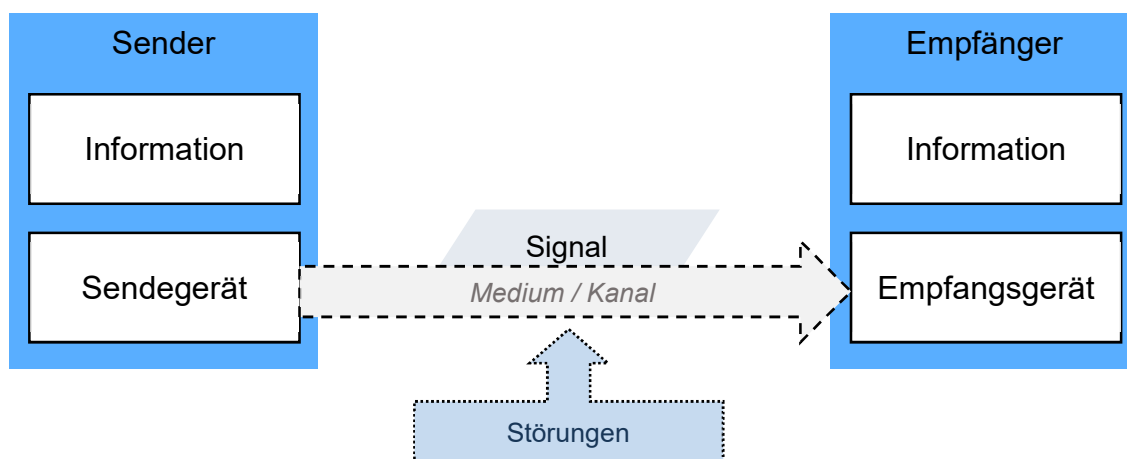 Sender
Information
Sendegerät
Signal
Medium / Kanal
Störungen
Empfänger
Information
Empfangsgerät